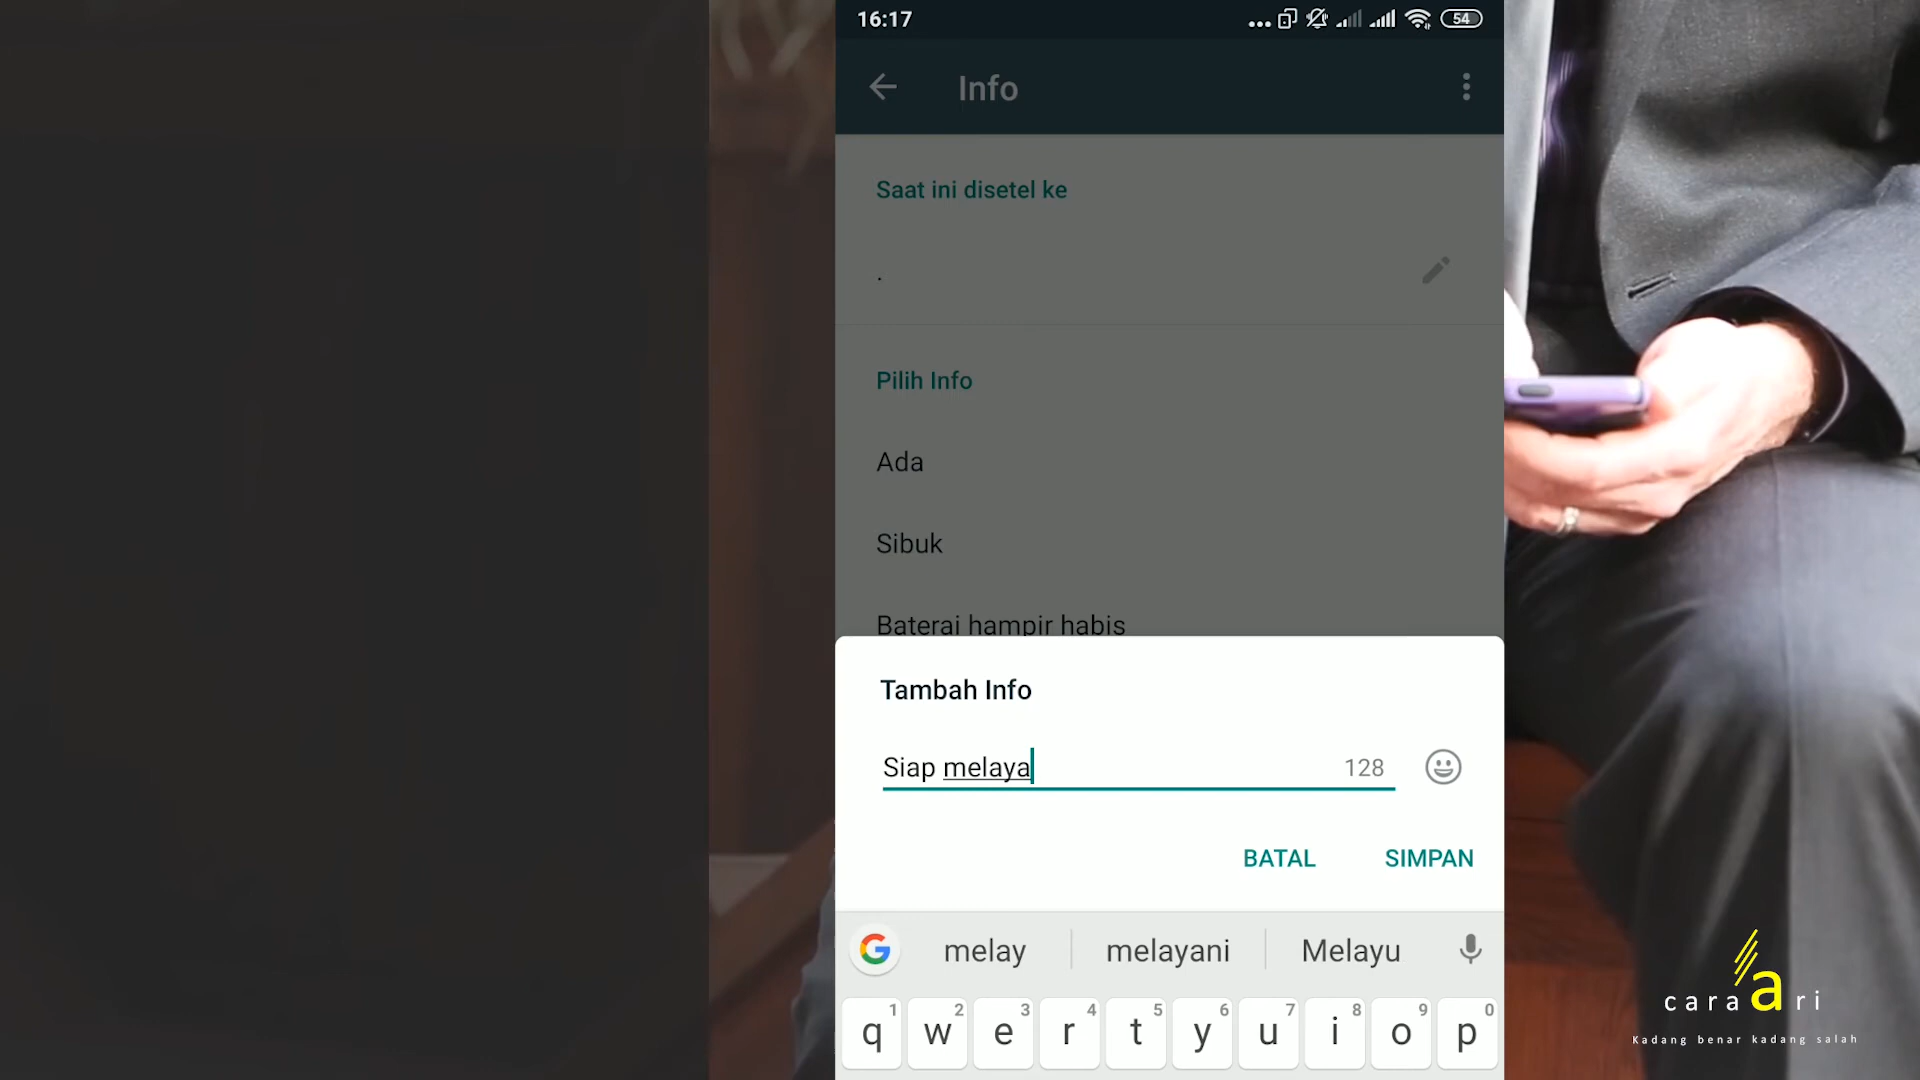 16:17
54
Info
Saat ini disetel ke
.
Pilih Info
Ada
Sibuk
Baterai hampir habis
Tambah Info
Siap melaya
128
BATAL SIMPAN
melay melayani Melayu
1 2 3 4 5 6 7 8 9 0
q w e r t y u i o p
cara a ri
Kadang benar kadang salah